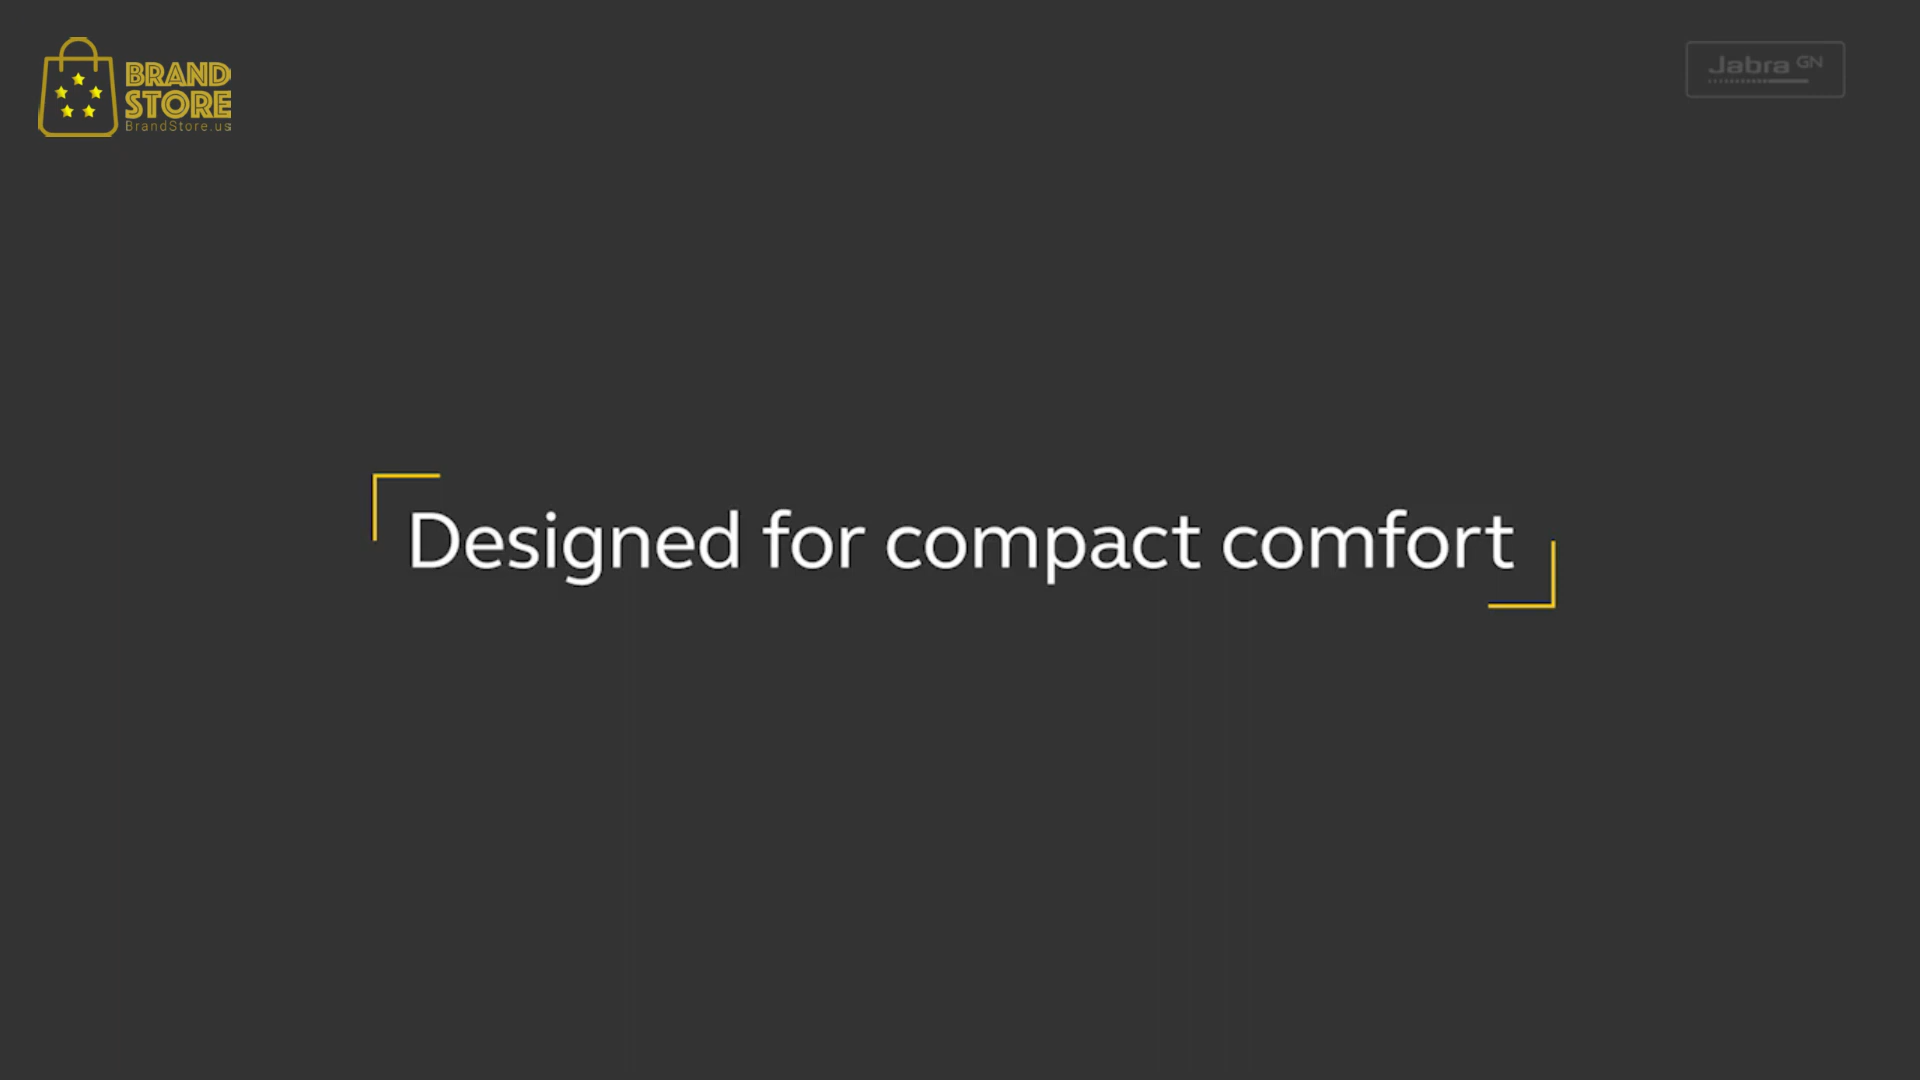 BRAND
STORE
BrandStore.us
Jabra GN
Designed for compact comfort